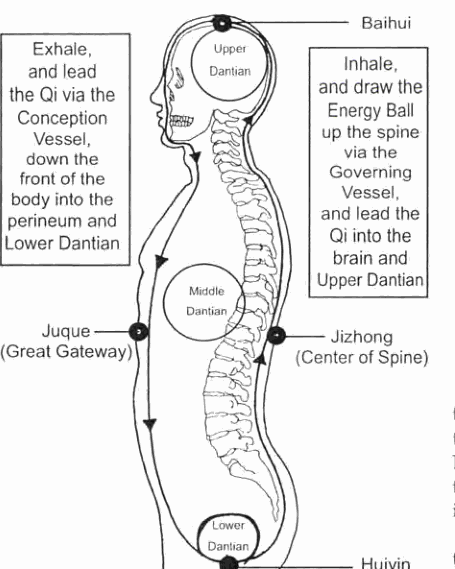 Baihui
Upper
Dantian
Exhale,
and lead
the Qi via the
Conception
Vessel,
down the
front of the
body into the
perineum and
Lower Dantian
Inhale,
and draw the
Energy Ball
up the spine
via the
Governing
Vessel,
and lead the
Qi into the
brain and
Upper Dantian
Middle
Dantian
Juque
(Great Gateway)
Jizhong
(Center of Spine)
Lower
Dantian
Huiyin